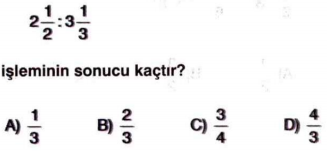 2 1/2 : 3 1/3
işleminin sonucu kaçtır?
A) 1/3 B) 2/3 C) 3/4 D) 4/3